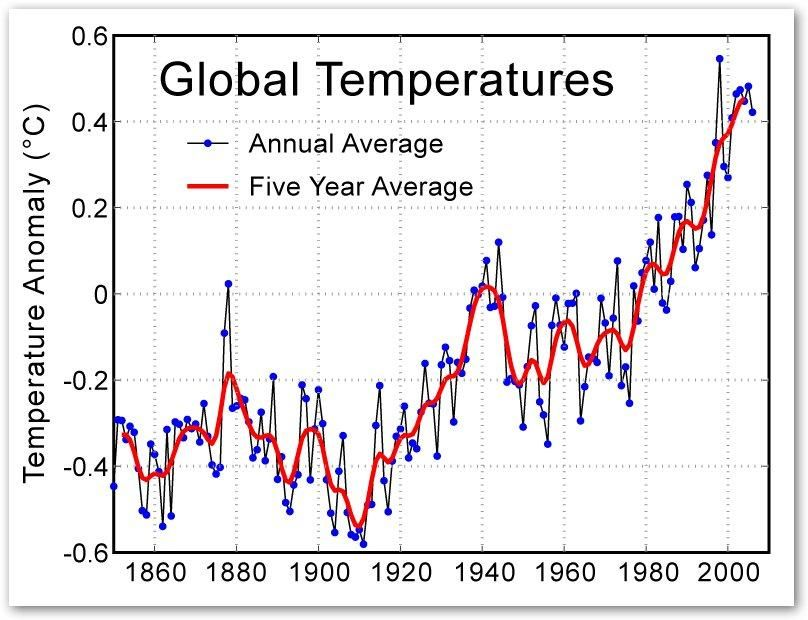 Global Temperatures
Annual Average
Five Year Average
Temperature Anomaly (°C)
0.6
0.4
0.2
0
-0.2
-0.4
-0.6
1860 1880 1900 1920 1940 1960 1980 2000